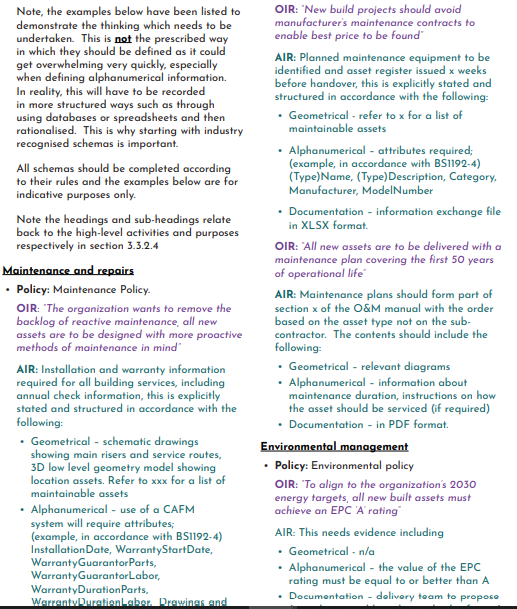 Note, the examples below have been listed to
demonstrate the thinking which needs to be
undertaken. This is not the prescribed way
in which they should be defined as it could
get overwhelming very quickly, especially
when defining alphanumerical information.
In reality, this will have to be recorded
in more structured ways such as through
using databases or spreadsheets and then
rationalised. This is why starting with industry
recognised schemas is important.
All schemas should be completed according
to their rules and the examples below are for
indicative purposes only.
Note the headings and sub-headings relate
back to the high-level activities and purposes
respectively in section 3.3.2.4
Maintenance and repairs
• Policy: Maintenance Policy.
OIR: "The organization wants to remove the
backlog of reactive maintenance, all new
assets are to be designed with more proactive
methods of maintenance in mind"
AIR: Installation and warranty information
required for all building services, including
annual check information, this is explicitly
stated and structured in accordance with the
following:
• Geometrical – schematic drawings
showing main risers and service routes,
3D low level geometry model showing
location assets. Refer to xxx for a list of
maintainable assets
• Alphanumerical – use of a CAFM
system will require attributes;
(example, in accordance with BS1192-4)
InstallationDate, WarrantyStartDate,
WarrantyGuarantorParts,
WarrantyGuarantorLabor,
WarrantyDurationParts,
WarrantyDurationLabor. Drawings and
OIR: "New build projects should avoid
manufacturer's maintenance contracts to
enable best price to be found"
AIR: Planned maintenance equipment to be
identified and asset register issued x weeks
before handover, this is explicitly stated and
structured in accordance with the following:
• Geometrical - refer to x for a list of
maintainable assets
• Alphanumerical – attributes required;
(example, in accordance with BS1192-4)
(Type)Name, (Type)Description, Category,
Manufacturer, ModelNumber
• Documentation – information exchange file
in XLSX format.
OIR: "All new assets are to be delivered with a
maintenance plan covering the first 50 years
of operational life"
AIR: Maintenance plans should form part of
section x of the O&M manual with the order
based on the asset type not on the sub-
contractor. The contents should include the
following:
• Geometrical – relevant diagrams
• Alphanumerical – information about
maintenance duration, instructions on how
the asset should be serviced (if required)
• Documentation – in PDF format.
Environmental management
• Policy: Environmental policy
OIR: "To align to the organization's 2030
energy targets, all new built assets must
achieve an EPC 'A' rating"
AIR: This needs evidence including
• Geometrical - n/a
• Alphanumerical – the value of the EPC
rating must be equal to or better than A
• Documentation – delivery team to propose